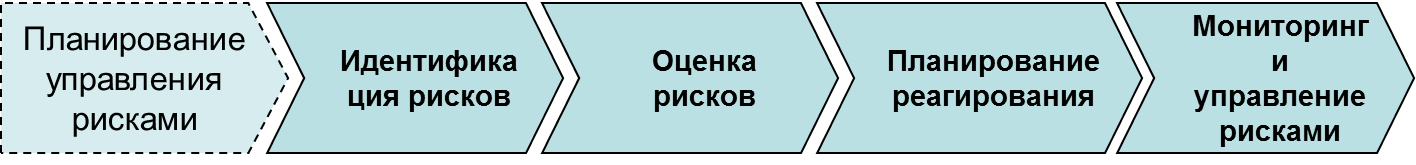 Планирование
управления
рисками
Идентифика
ция рисков
Оценка
рисков
Планирование
реагирования
Мониторинг
и
управление
рисками